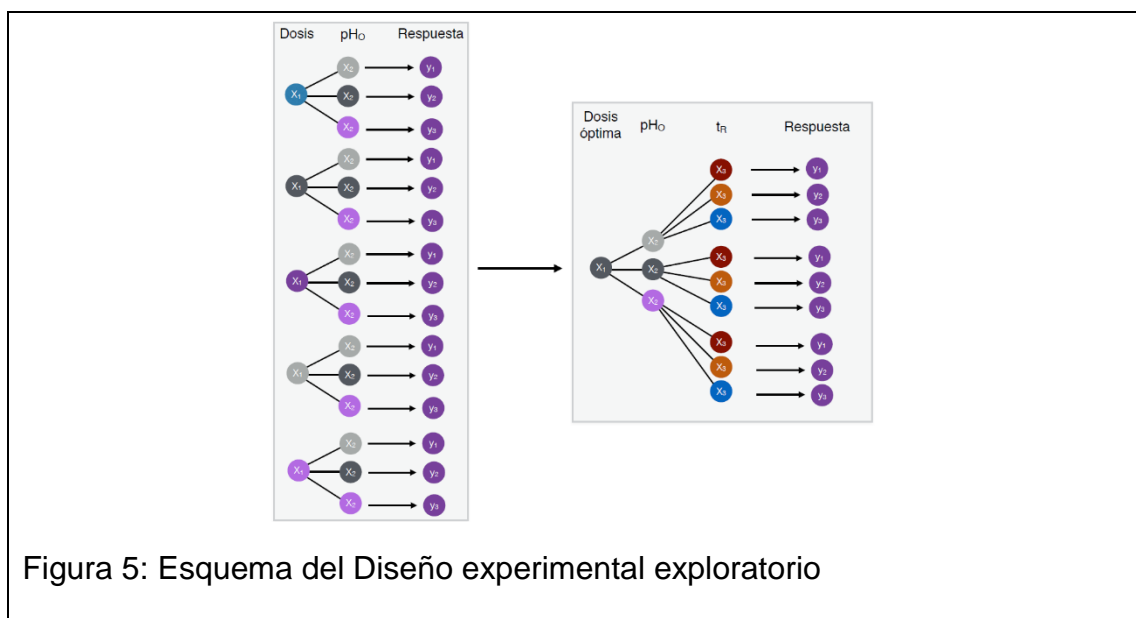 Dosis pHO Respuesta
X2 y1
X1 X2 y2
X2 y3
X2 y1
X1 X2 y2
X2 y3
X2 y1
X1 X2 y2
X2 y3
X2 y1
X1 X2 y2
X2 y3
X2 y1
X1 X2 y2
X2 y3
Dosis
óptima pHO tR Respuesta
X3 y1
X3 y2
X3 y3
X2
X3 y1
X1 X2 X3 y2
X3 y3
X2
X3 y1
X3 y2
X3 y3
Figura 5: Esquema del Diseño experimental exploratorio